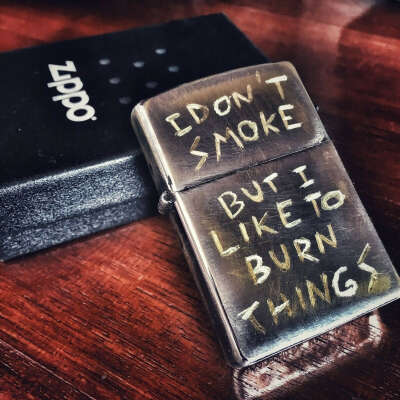 zippo
I DON'T
SMOKE
BUT I
LIKE TO
BURN
THINGS